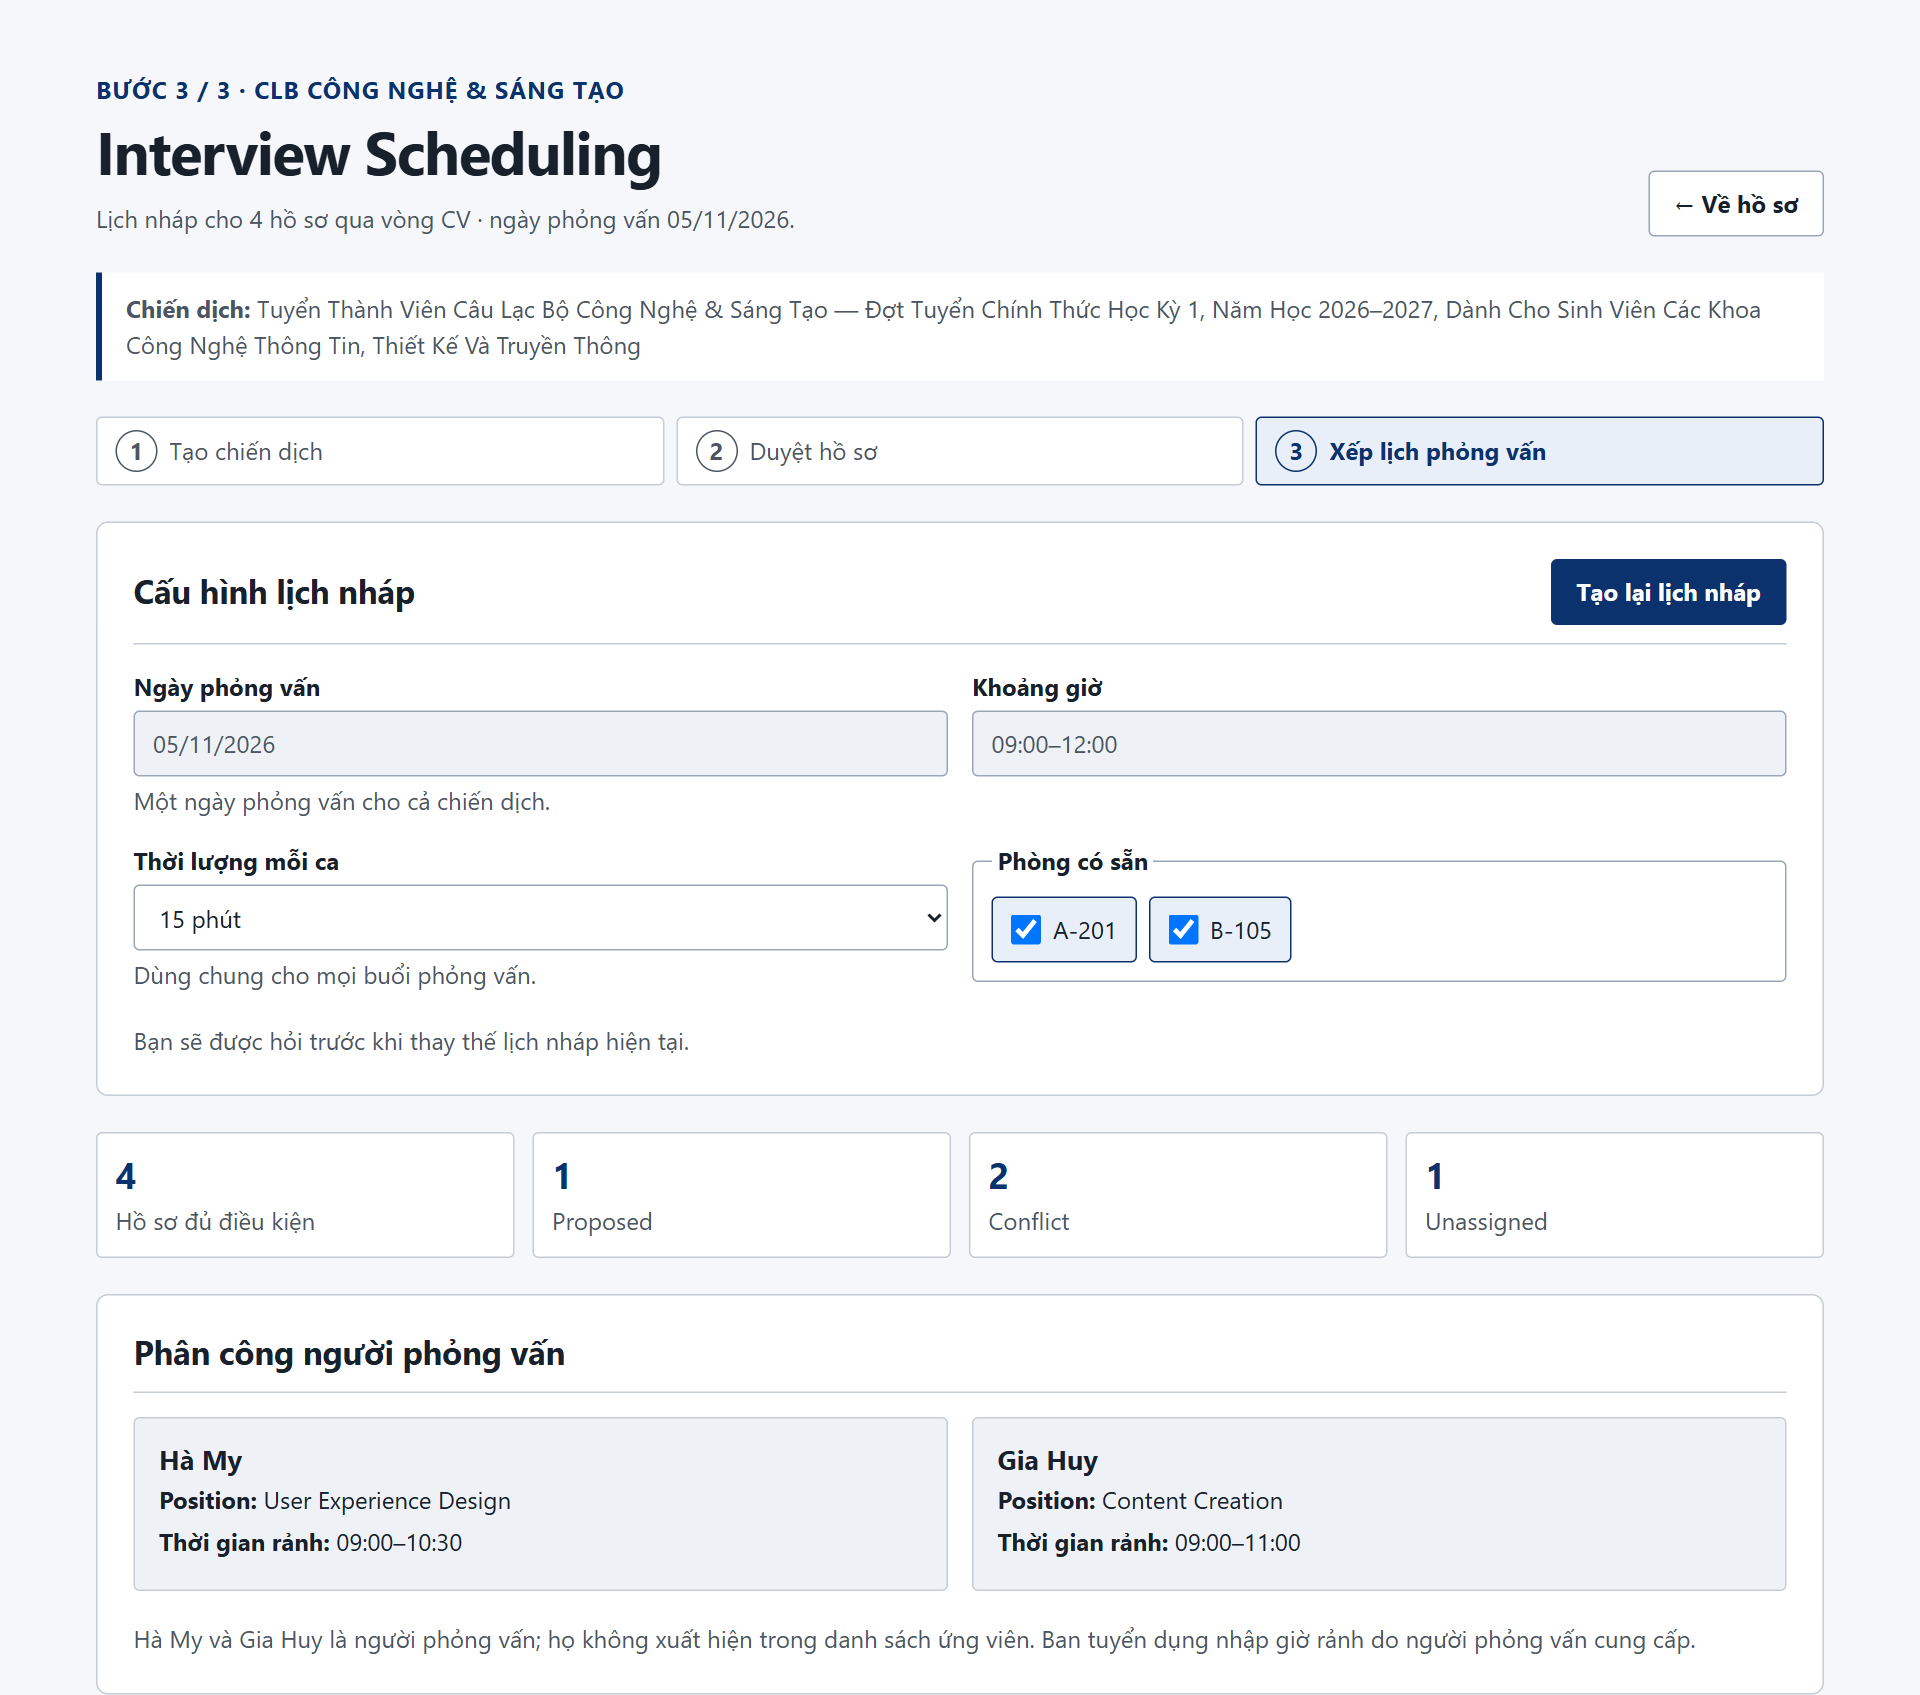 BƯỚC 3 / 3 · CLB CÔNG NGHỆ & SÁNG TẠO
Interview Scheduling
Lịch nháp cho 4 hồ sơ qua vòng CV · ngày phỏng vấn 05/11/2026.
← Về hồ sơ
Chiến dịch: Tuyển Thành Viên Câu Lạc Bộ Công Nghệ & Sáng Tạo — Đợt Tuyển Chính Thức Học Kỳ 1, Năm Học 2026–2027, Dành Cho Sinh Viên Các Khoa
Công Nghệ Thông Tin, Thiết Kế Và Truyền Thông
1 Tạo chiến dịch
2 Duyệt hồ sơ
3 Xếp lịch phỏng vấn
Cấu hình lịch nháp
Tạo lại lịch nháp
Ngày phỏng vấn
05/11/2026
Một ngày phỏng vấn cho cả chiến dịch.
Khoảng giờ
09:00–12:00
Thời lượng mỗi ca
15 phút
Dùng chung cho mọi buổi phỏng vấn.
Phòng có sẵn
A-201
B-105
Bạn sẽ được hỏi trước khi thay thế lịch nháp hiện tại.
4
Hồ sơ đủ điều kiện
1
Proposed
2
Conflict
1
Unassigned
Phân công người phỏng vấn
Hà My
Position: User Experience Design
Thời gian rảnh: 09:00–10:30
Gia Huy
Position: Content Creation
Thời gian rảnh: 09:00–11:00
Hà My và Gia Huy là người phỏng vấn; họ không xuất hiện trong danh sách ứng viên. Ban tuyển dụng nhập giờ rảnh do người phỏng vấn cung cấp.